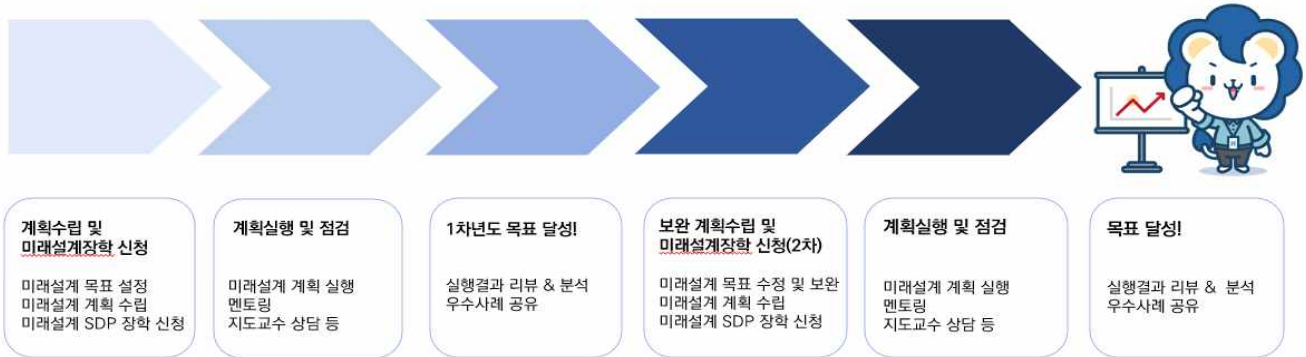 계획수립 및
미래설계장학 신청
미래설계 목표 설정
미래설계 계획 수립
미래설계 SDP 장학 신청
계획실행 및 점검
미래설계 계획 실행
멘토링
지도교수 상담 등
1차년도 목표 달성!
실행결과 리뷰 & 분석
우수사례 공유
보완 계획수립 및
미래설계장학 신청(2차)
미래설계 목표 수정 및 보완
미래설계 계획 수립
미래설계 SDP 장학 신청
계획실행 및 점검
미래설계 계획 실행
멘토링
지도교수 상담 등
목표 달성!
실행결과 리뷰 & 분석
우수사례 공유